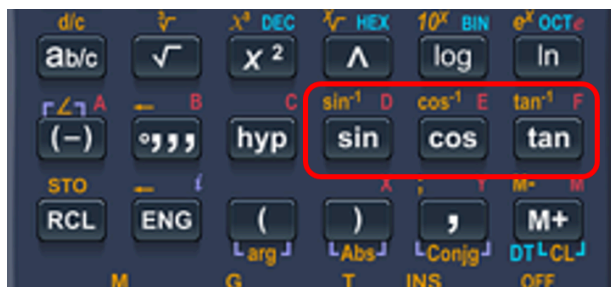 d/c ³√ x³ DEC ˣ√ HEX 10ˣ BIN eˣ OCT e
ab/c √ x² ∧ log ln
∠ A ← B C sin⁻¹ D cos⁻¹ E tan⁻¹ F
(−) °,,, hyp sin cos tan
STO ← i X ; Y M- M
RCL ENG ( ) , M+
arg Abs Conjg DT CL
M G T INS OFF